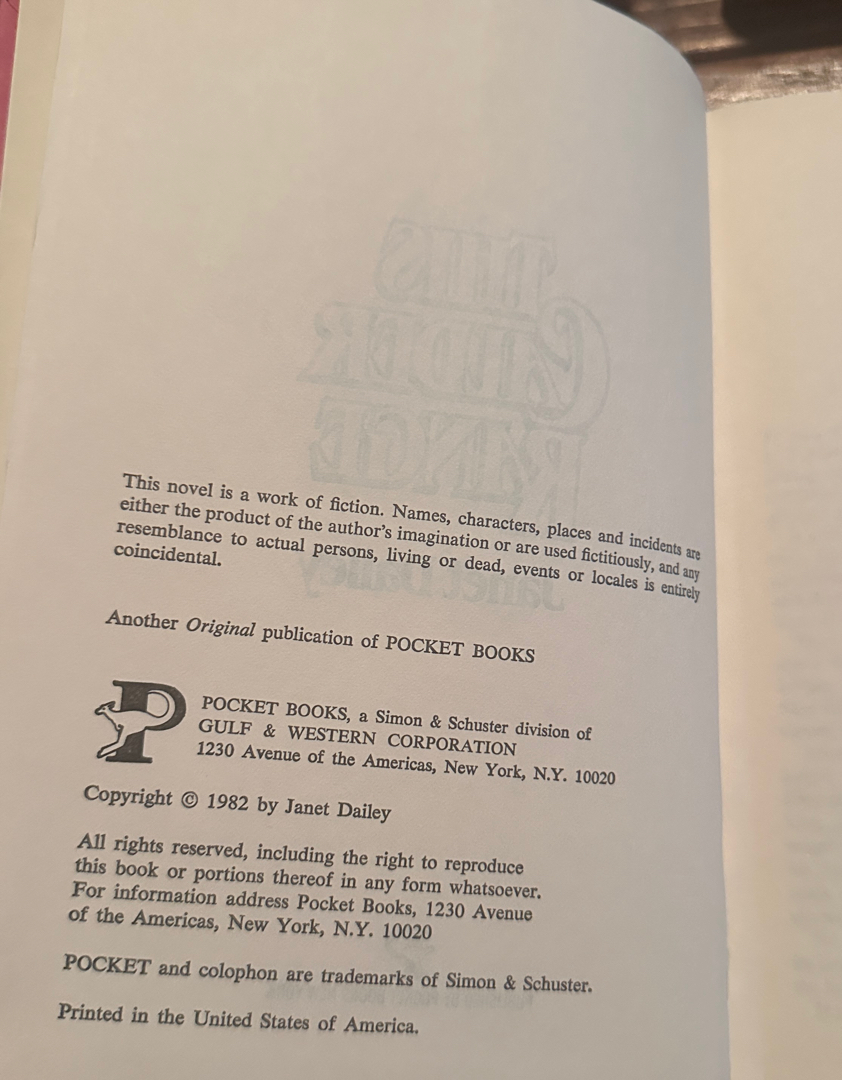 THIS
CALDER
RANGE
Janet Dailey
This novel is a work of fiction. Names, characters, places and incidents are
either the product of the author's imagination or are used fictitiously, and any
resemblance to actual persons, living or dead, events or locales is entirely
coincidental.
Another Original publication of POCKET BOOKS
P
POCKET BOOKS, a Simon & Schuster division of
GULF & WESTERN CORPORATION
1230 Avenue of the Americas, New York, N.Y. 10020
Copyright © 1982 by Janet Dailey
All rights reserved, including the right to reproduce
this book or portions thereof in any form whatsoever.
For information address Pocket Books, 1230 Avenue
of the Americas, New York, N.Y. 10020
POCKET and colophon are trademarks of Simon & Schuster.
Printed in the United States of America.